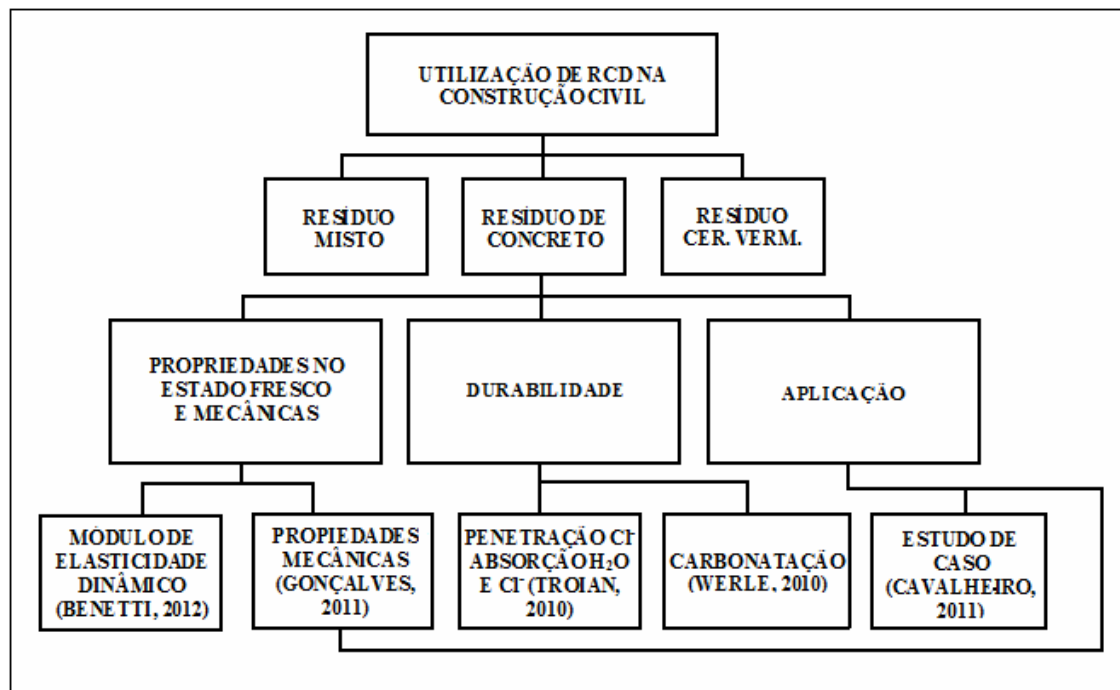 UTILIZAÇÃO DE RCD NA
CONSTRUÇÃO CIVIL
RESÍDUO
MISTO
RESÍDUO DE
CONCRETO
RESÍDUO
CER. VERM.
PROPRIEDADES NO
ESTADO FRESCO
E MECÂNICAS
DURABILIDADE
APLICAÇÃO
MÓDULO DE
ELASTICIDADE
DINÂMICO
(BENETTI, 2012)
PROPIEDADES
MECÂNICAS
(GONÇALVES,
2011)
PENETRAÇÃO Cl⁻
ABSORÇÃO H₂O
E Cl⁻ (TROIAN,
2010)
CARBONATAÇÃO
(WERLE, 2010)
ESTUDO DE
CASO
(CAVALHEIRO,
2011)